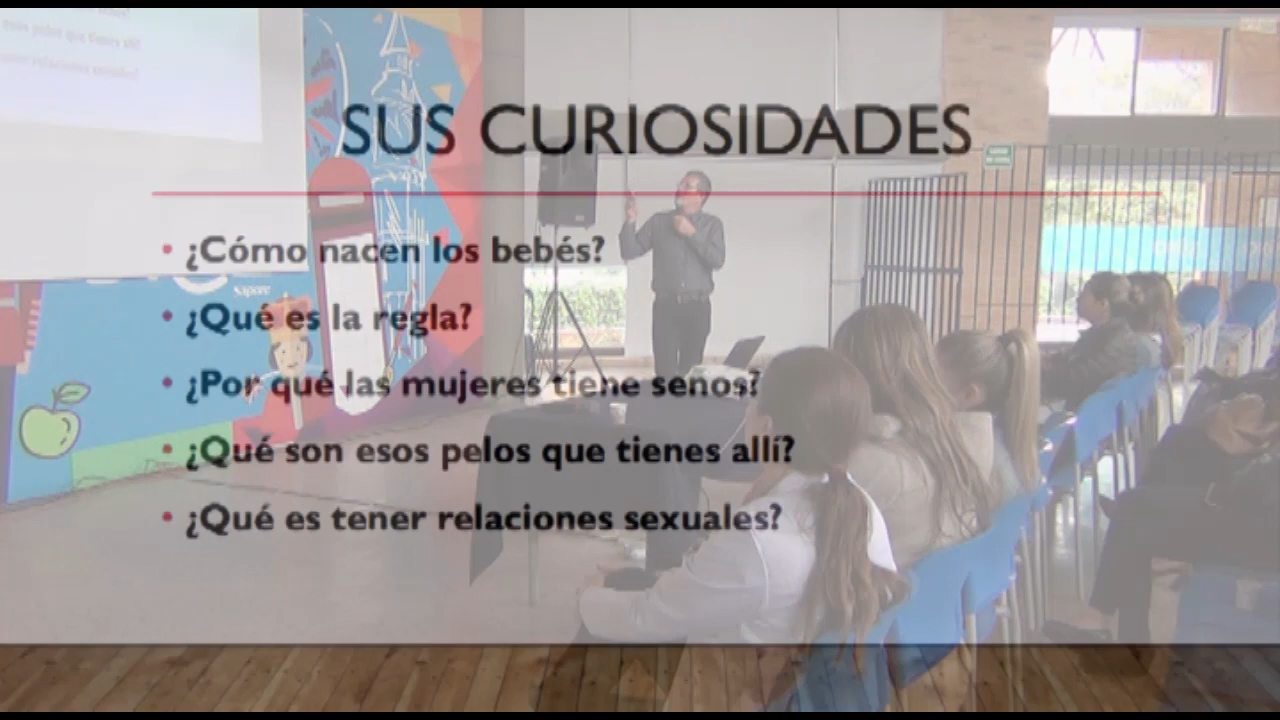 SUS CURIOSIDADES
• ¿Cómo nacen los bebés?
• ¿Qué es la regla?
• ¿Por qué las mujeres tiene senos?
• ¿Qué son esos pelos que tienes allí?
• ¿Qué es tener relaciones sexuales?